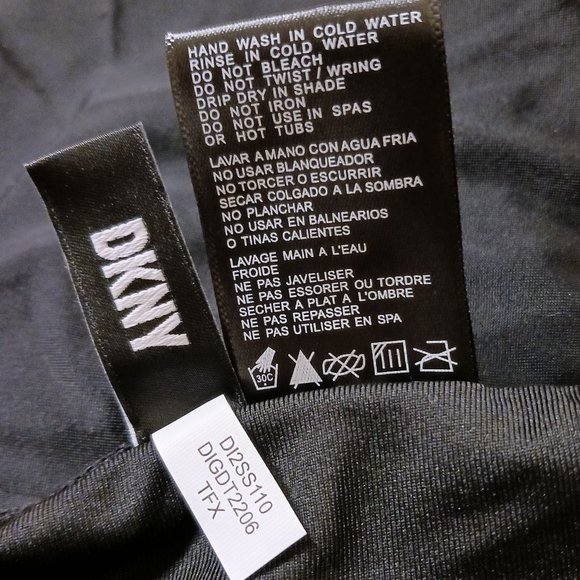 HAND WASH IN COLD WATER
RINSE IN COLD WATER
DO NOT BLEACH
DO NOT TWIST / WRING
DRIP DRY IN SHADE
DO NOT IRON
DO NOT USE IN SPAS
OR HOT TUBS
LAVAR A MANO CON AGUA FRIA
NO USAR BLANQUEADOR
NO TORCER O ESCURRIR
SECAR COLGADO A LA SOMBRA
NO PLANCHAR
NO USAR EN BALNEARIOS
O TINAS CALIENTES
LAVAGE MAIN A L'EAU
FROIDE
NE PAS JAVELISER
NE PAS ESSORER OU TORDRE
SECHER A PLAT A L'OMBRE
NE PAS REPASSER
NE PAS UTILISER EN SPA
30C
DKNY
DI2SS110
DIGDT2206
TFX